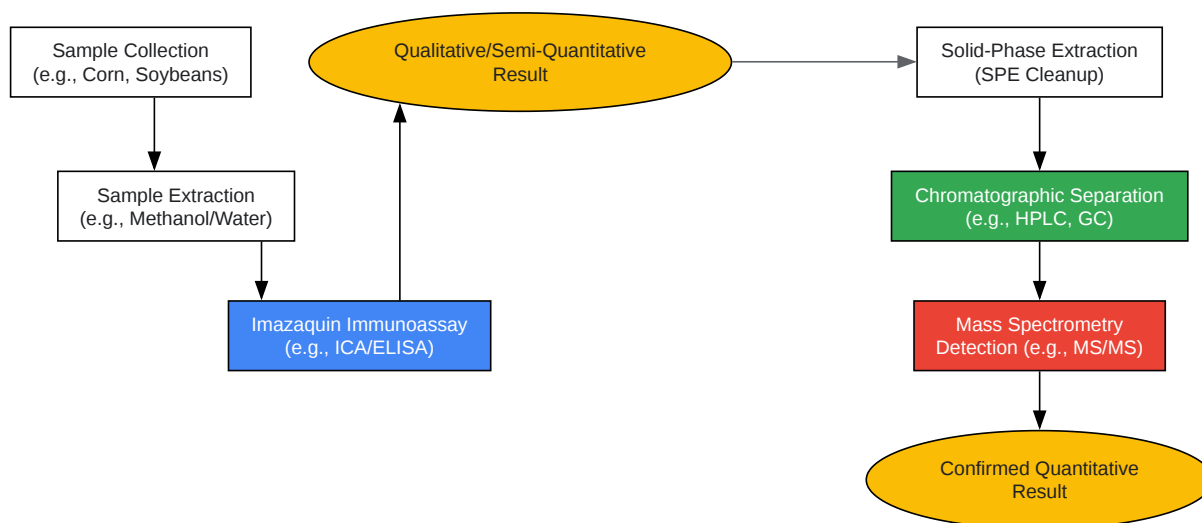 Sample Collection
(e.g., Corn, Soybeans)
Sample Extraction
(e.g., Methanol/Water)
Imazaquin Immunoassay
(e.g., ICA/ELISA)
Qualitative/Semi-Quantitative
Result
Solid-Phase Extraction
(SPE Cleanup)
Chromatographic Separation
(e.g., HPLC, GC)
Mass Spectrometry
Detection (e.g., MS/MS)
Confirmed Quantitative
Result